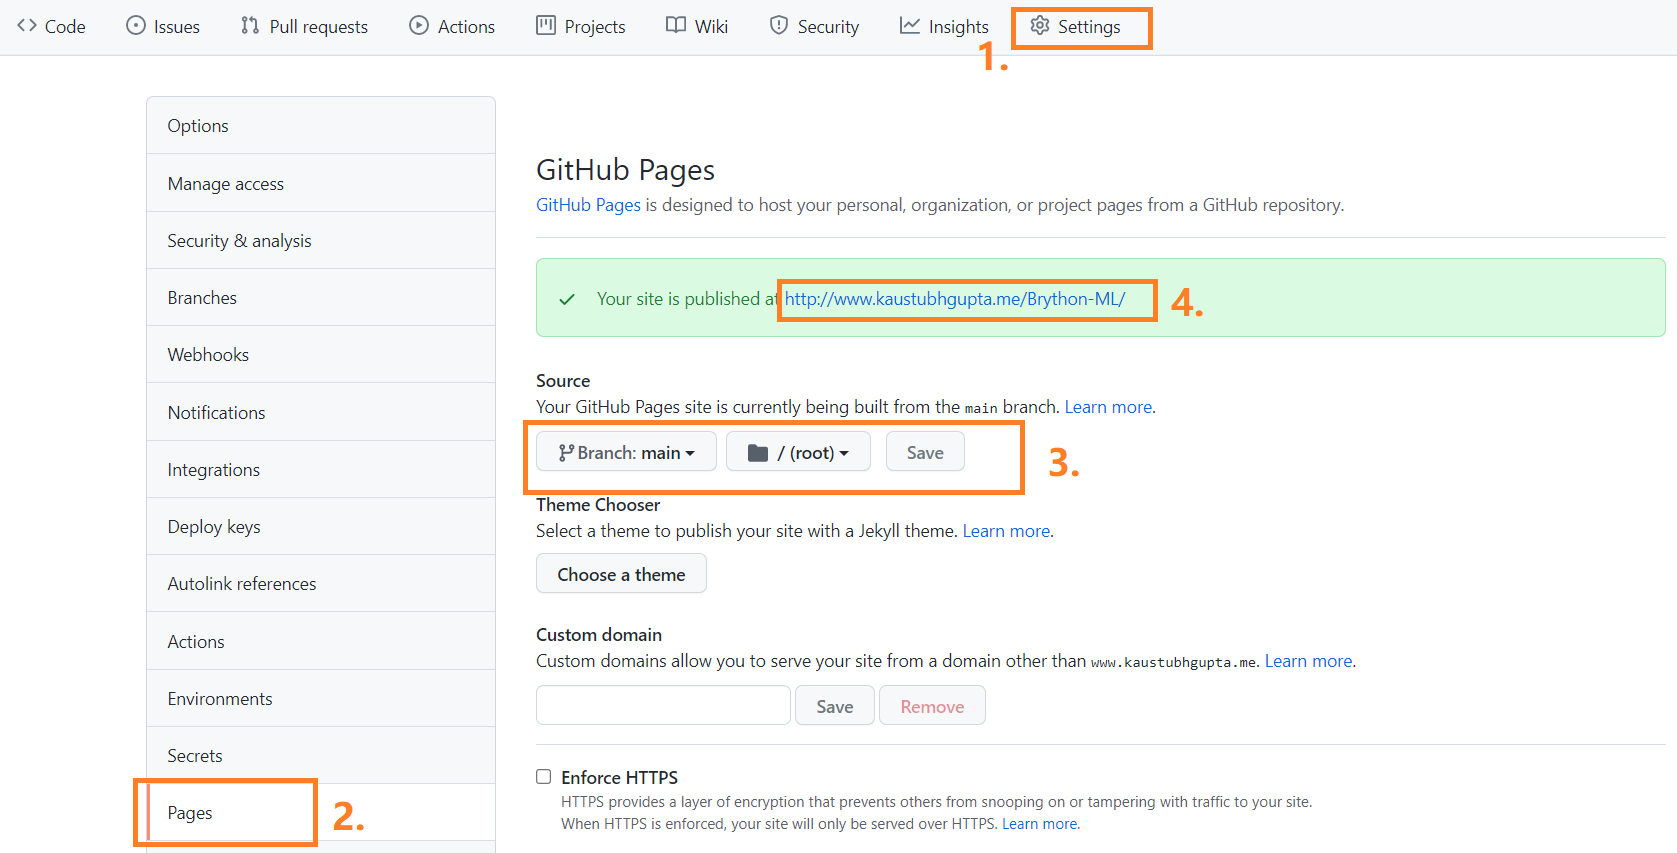 Code Issues Pull requests Actions Projects Wiki Security Insights Settings
1.
Options
Manage access
Security & analysis
Branches
Webhooks
Notifications
Integrations
Deploy keys
Autolink references
Actions
Environments
Secrets
Pages
2.
GitHub Pages
GitHub Pages is designed to host your personal, organization, or project pages from a GitHub repository.
Your site is published at http://www.kaustubhgupta.me/Brython-ML/
4.
Source
Your GitHub Pages site is currently being built from the main branch. Learn more.
Branch: main / (root) Save
3.
Theme Chooser
Select a theme to publish your site with a Jekyll theme. Learn more.
Choose a theme
Custom domain
Custom domains allow you to serve your site from a domain other than www.kaustubhgupta.me. Learn more.
Save Remove
Enforce HTTPS
HTTPS provides a layer of encryption that prevents others from snooping on or tampering with traffic to your site.
When HTTPS is enforced, your site will only be served over HTTPS. Learn more.